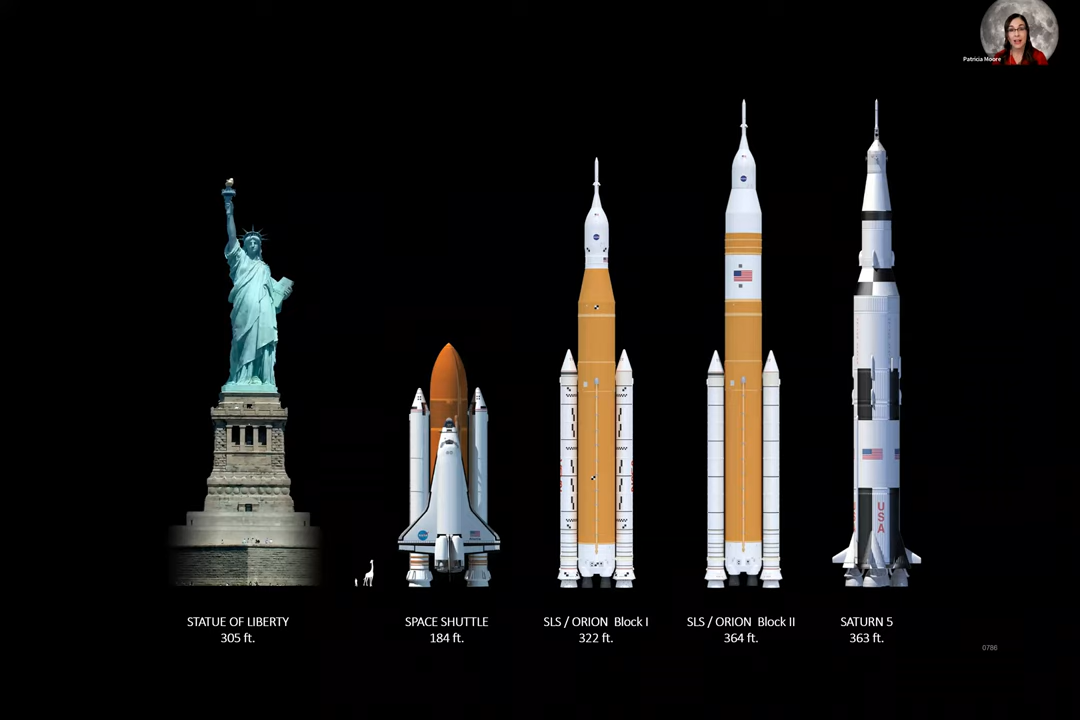 Patricia Moore
STATUE OF LIBERTY
305 ft.
SPACE SHUTTLE
184 ft.
SLS / ORION Block I
322 ft.
SLS / ORION Block II
364 ft.
SATURN 5
363 ft.
USA
0786